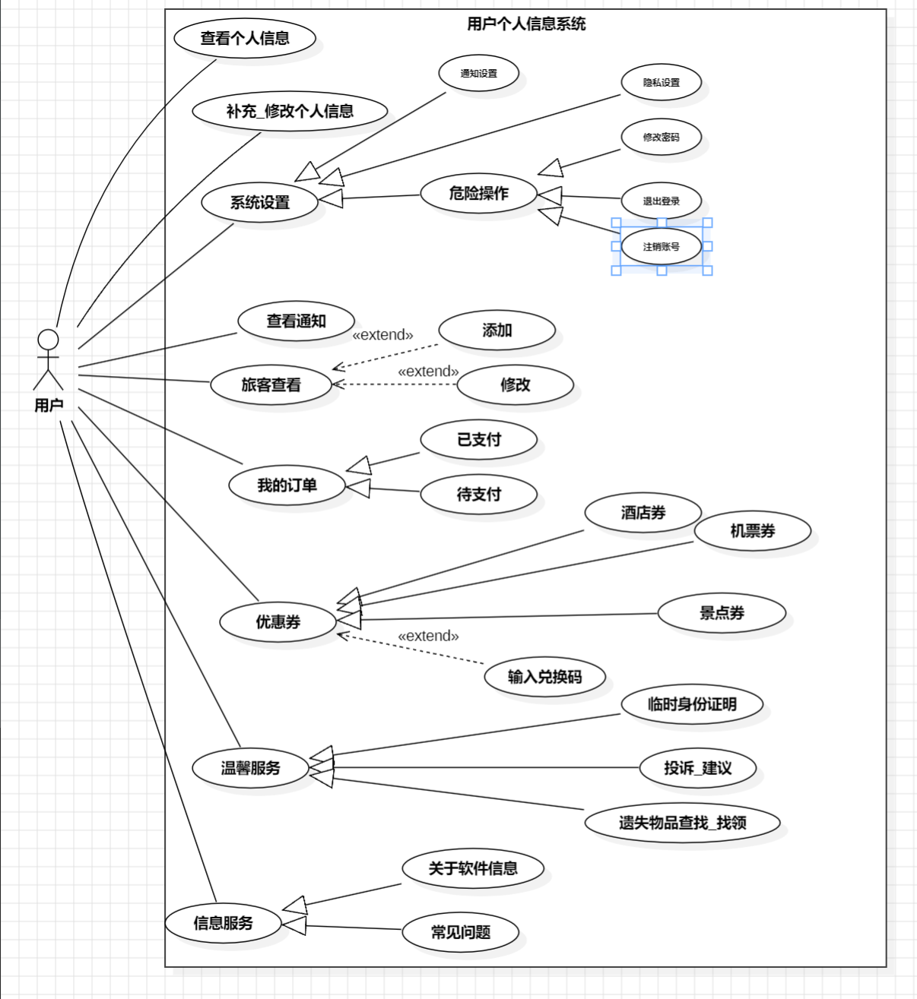 用户个人信息系统
查看个人信息
通知设置
隐私设置
补充_修改个人信息
修改密码
系统设置
危险操作
退出登录
注销账号
查看通知
«extend»
添加
旅客查看
«extend»
修改
用户
已支付
我的订单
待支付
酒店券
机票券
优惠券
景点券
«extend»
输入兑换码
临时身份证明
温馨服务
投诉_建议
遗失物品查找_找领
关于软件信息
信息服务
常见问题